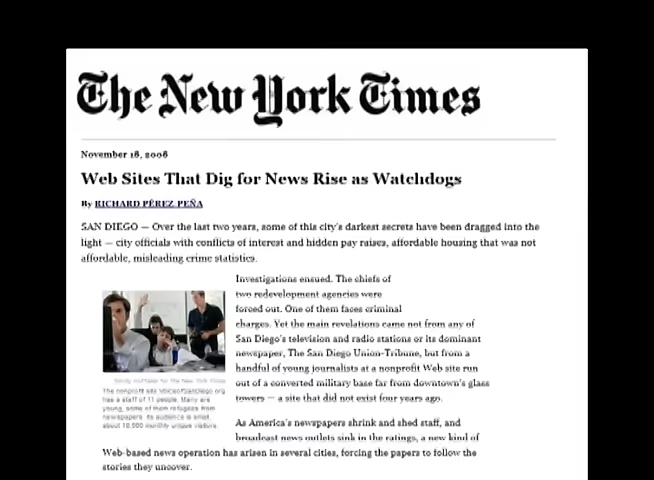 The New York Times
November 18, 2008
Web Sites That Dig for News Rise as Watchdogs
By RICHARD PÉREZ-PEÑA
SAN DIEGO — Over the last two years, some of this city's darkest secrets have been dragged into the
light — city officials with conflicts of interest and hidden pay raises, affordable housing that was not
affordable, misleading crime statistics.
Investigations ensued. The chiefs of
two redevelopment agencies were
forced out. One of them faces criminal
charges. Yet the main revelations came not from any of
San Diego's television and radio stations or its dominant
newspaper, The San Diego Union-Tribune, but from a
handful of young journalists at a nonprofit Web site run
out of a converted military base far from downtown's glass
towers — a site that did not exist four years ago.
for The New York Times
The nonprofit site voiceofsandiego.org
has a staff of 11 people. Many are
young, some of them refugees from
newspapers. Its audience is small,
about 18,000 monthly unique visitors.
As America's newspapers shrink and shed staff, and
broadcast news outlets sink in the ratings, a new kind of
Web-based news operation has arisen in several cities, forcing the papers to follow the
stories they uncover.